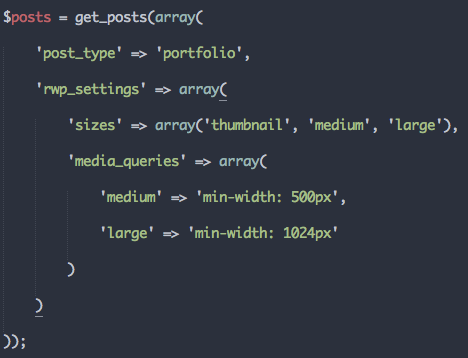 $posts = get_posts(array(
    'post_type' => 'portfolio',
    'rwp_settings' => array(
        'sizes' => array('thumbnail', 'medium', 'large'),
        'media_queries' => array(
            'medium' => 'min-width: 500px',
            'large' => 'min-width: 1024px'
        )
    )
));